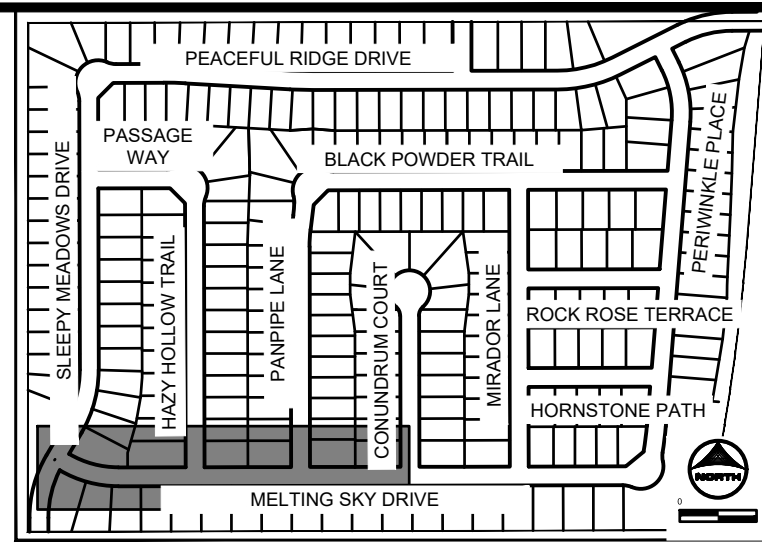 PEACEFUL RIDGE DRIVE
PASSAGE
WAY
BLACK POWDER TRAIL
PERIWINKLE PLACE
SLEEPY MEADOWS DRIVE
HAZY HOLLOW TRAIL
PANPIPE LANE
CONUNDRUM COURT
MIRADOR LANE
ROCK ROSE TERRACE
HORNSTONE PATH
MELTING SKY DRIVE
NORTH
0